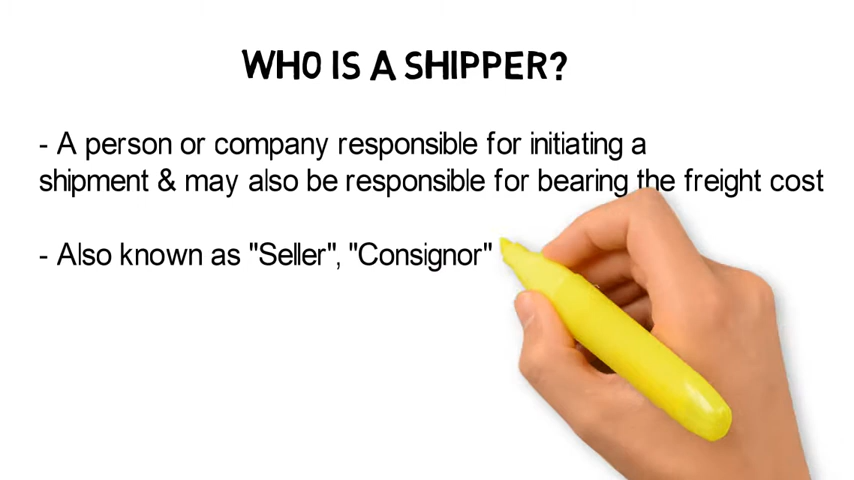 WHO IS A SHIPPER?
- A person or company responsible for initiating a
shipment & may also be responsible for bearing the freight cost
- Also known as "Seller", "Consignor"